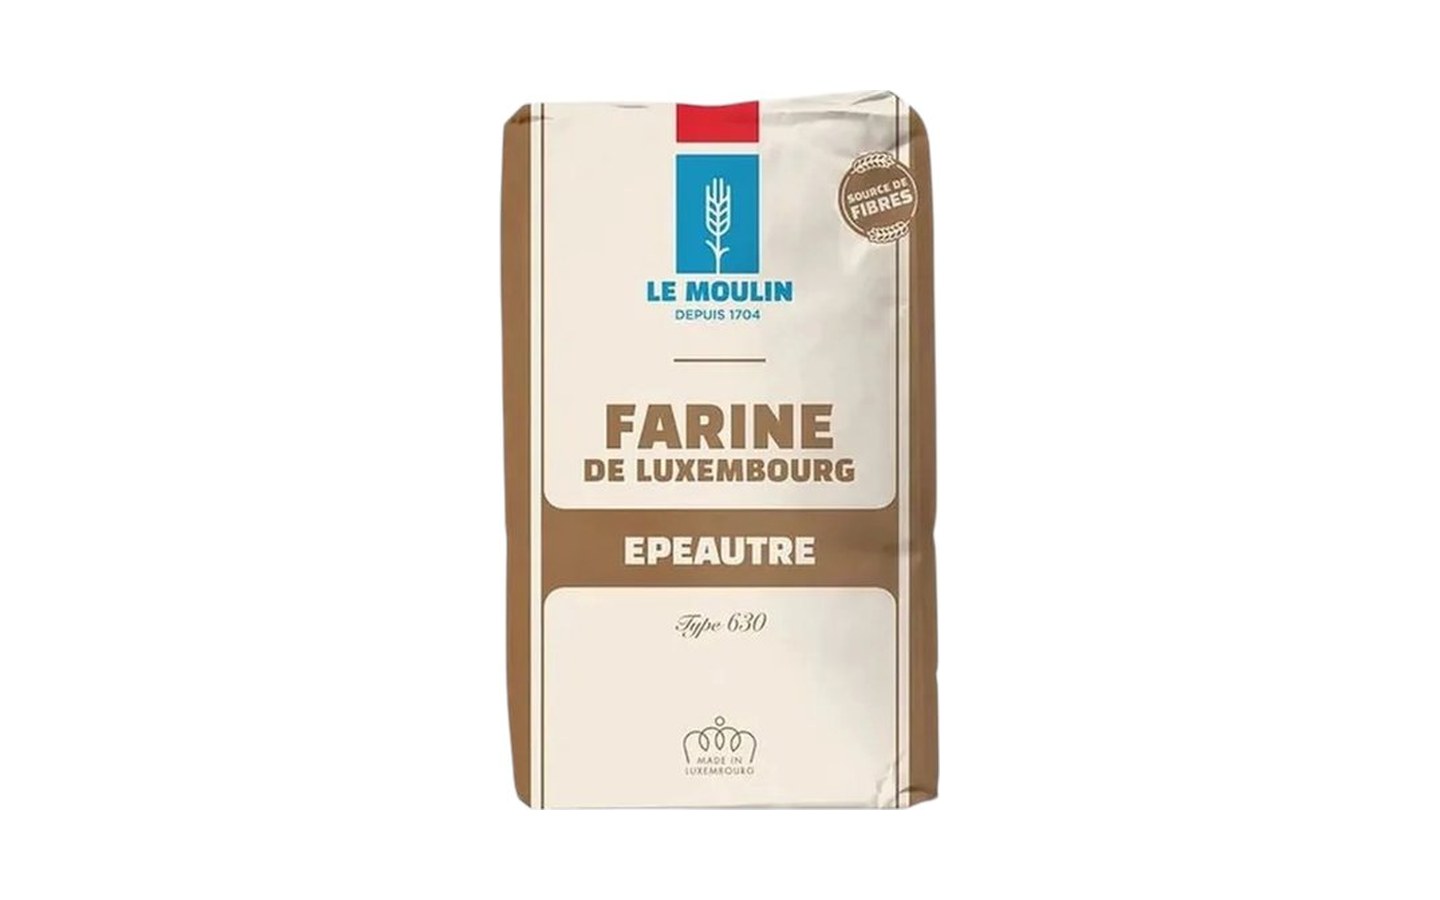 SOURCE DE
FIBRES
LE MOULIN
DEPUIS 1704
FARINE
DE LUXEMBOURG
EPEAUTRE
Type 630
MADE IN
LUXEMBOURG